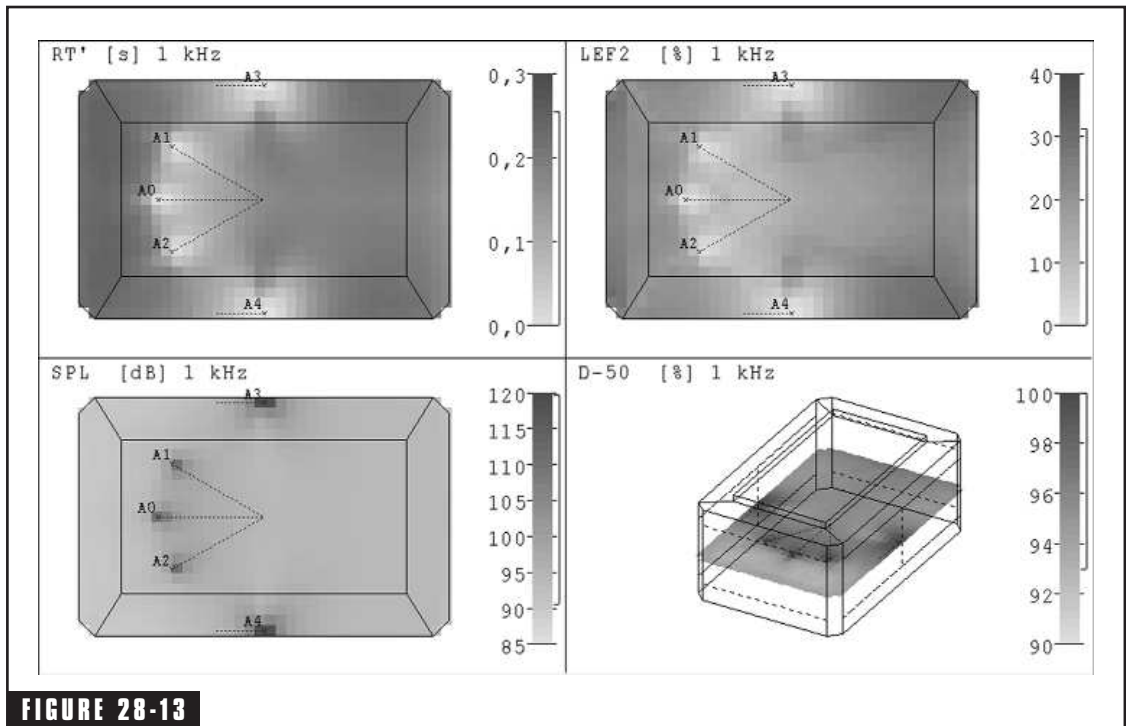 RT' [s] 1 kHz
A3
A1
A0
A2
A4
0,3
0,2
0,1
0,0
LEF2 [%] 1 kHz
A3
A1
A0
A2
A4
40
30
20
10
0
SPL [dB] 1 kHz
A3
A1
A0
A2
A4
120
115
110
105
100
95
90
85
D-50 [%] 1 kHz
100
98
96
94
92
90
FIGURE 28-13